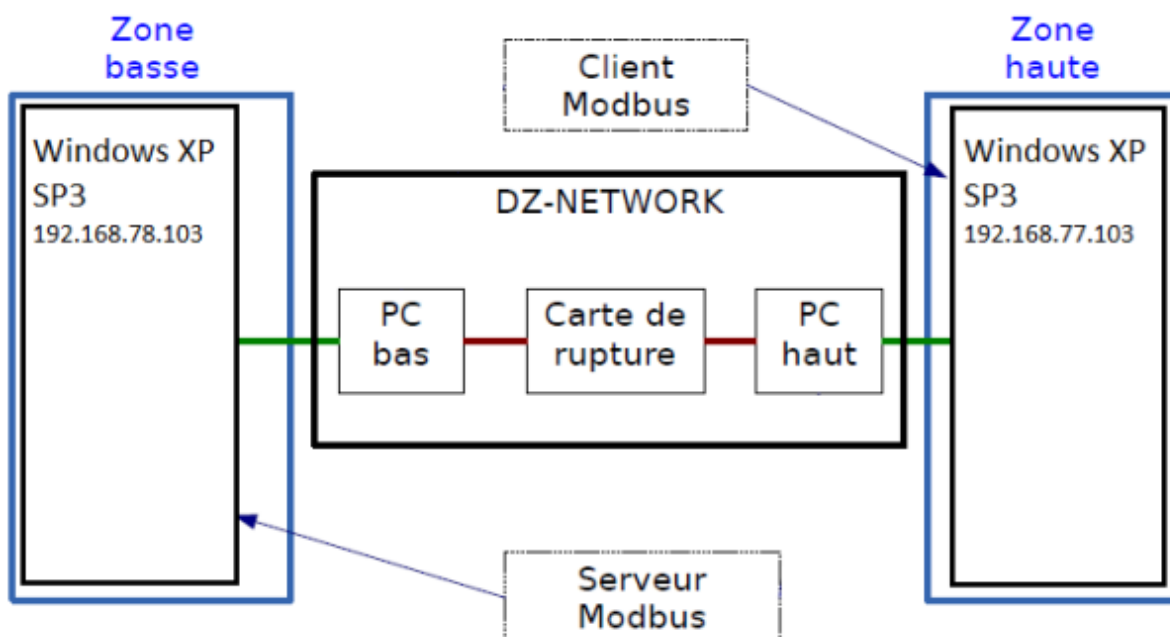 Zone
basse
Client
Modbus
Zone
haute
Windows XP
SP3
192.168.78.103
DZ-NETWORK
Windows XP
SP3
192.168.77.103
PC
bas
Carte de
rupture
PC
haut
Serveur
Modbus